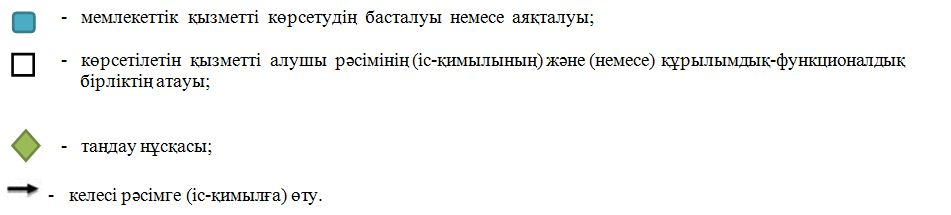 - мемлекеттік қызметті көрсетудің басталуы немесе аяқталуы;
- көрсетілетін қызметті алушы рәсімінің (іс-қимылының) және (немесе) құрылымдық-функционалдық
бірліктің атауы;
- таңдау нұсқасы;
- келесі рәсімге (іс-қимылға) өту.